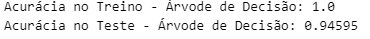 Acurácia no Treino - Árvode de Decisão: 1.0
Acurácia no Teste - Árvode de Decisão: 0.94595